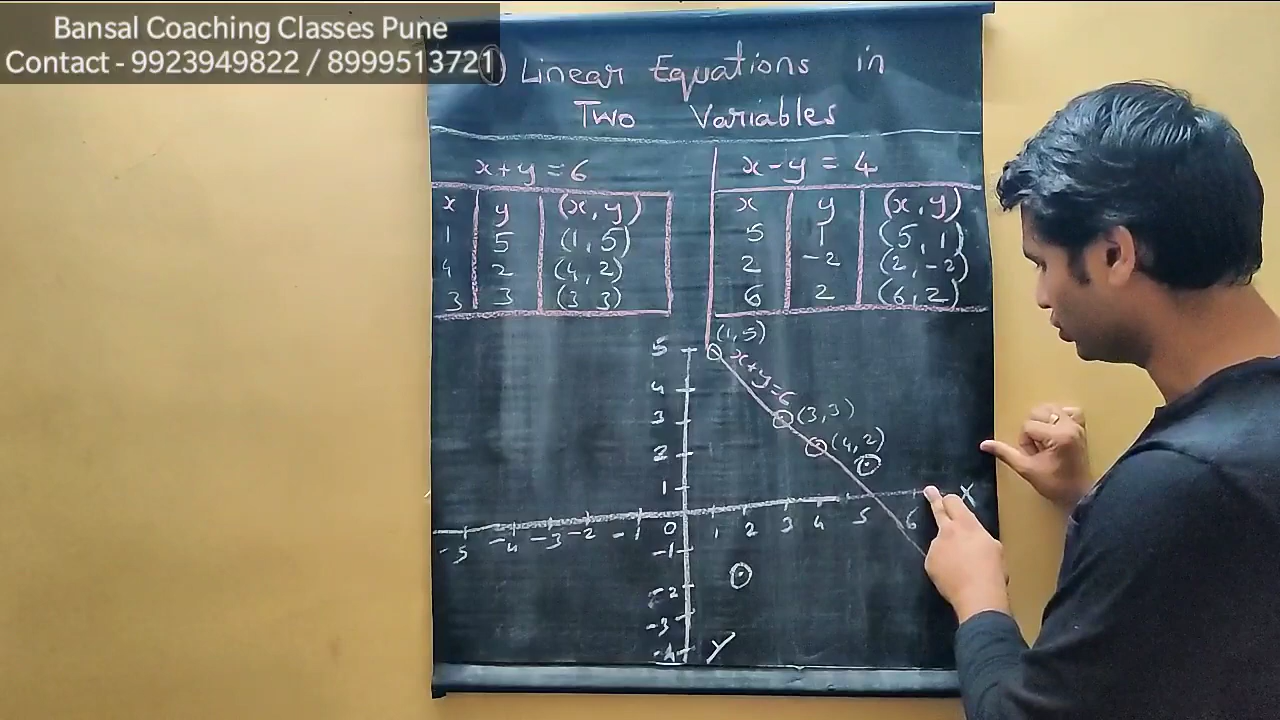 Bansal Coaching Classes Pune
Contact - 9923949822 / 8999513721
Linear Equations in
Two Variables
x+y=6
x y (x,y)
1 5 (1,5)
4 2 (4,2)
3 3 (3 3)
x-y = 4
x y (x,y)
5 1 (5,1)
2 -2 (2,-2)
6 2 (6,2)
(1,5)
x+y=6
(3,3)
(4,2)
5
4
3
2
1
-5 -4 -3 -2 -1 0 1 2 3 4 5 6 X
-1
-2
-3
-4
Y